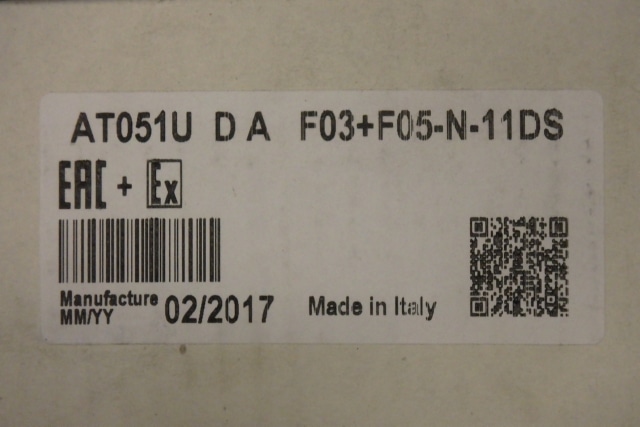 AT051U D A F03+F05-N-11DS
EAC + Ex
Manufacture
MM/YY 02/2017 Made in Italy